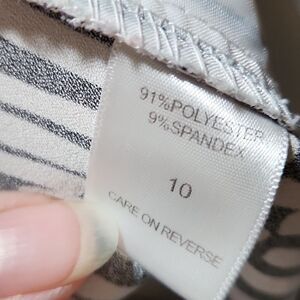 91%POLYESTER
9%SPANDEX
10
CARE ON REVERSE